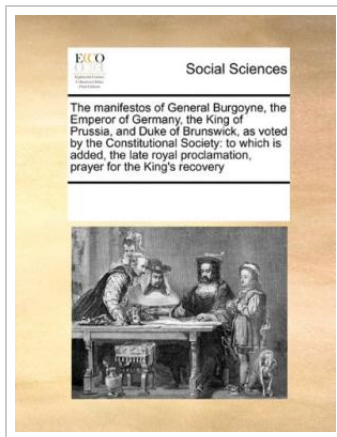 ECCO
Social Sciences
The manifestos of General Burgoyne, the
Emperor of Germany, the King of
Prussia, and Duke of Brunswick, as voted
by the Constitutional Society: to which is
added, the late royal proclamation,
prayer for the King's recovery